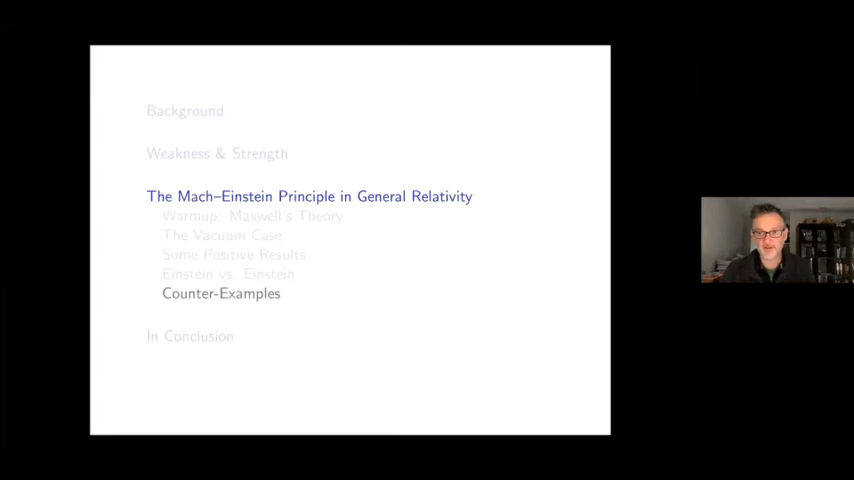 Background
Weakness & Strength
The Mach–Einstein Principle in General Relativity
Warmup: Maxwell's Theory
The Vacuum Case
Some Positive Results
Einstein vs. Einstein
Counter-Examples
In Conclusion